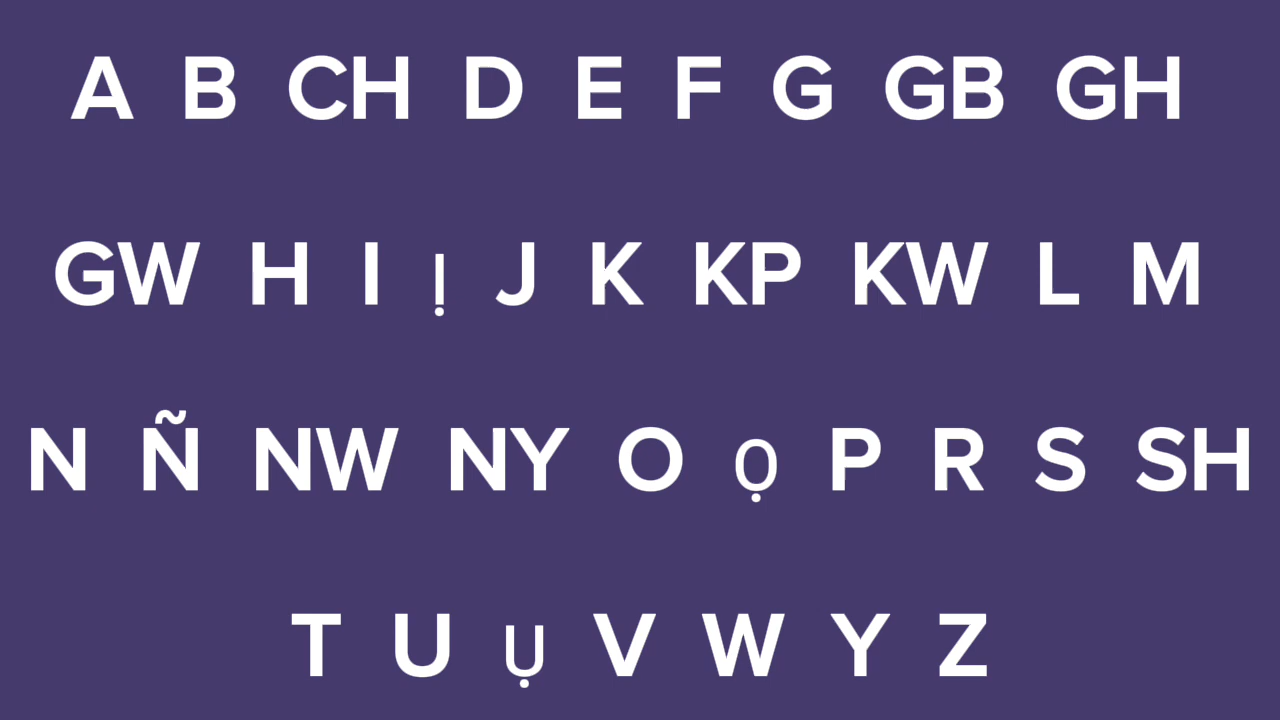 A B CH D E F G GB GH
GW H I Ị J K KP KW L M
N Ñ NW NY O Ọ P R S SH
T U Ụ V W Y Z